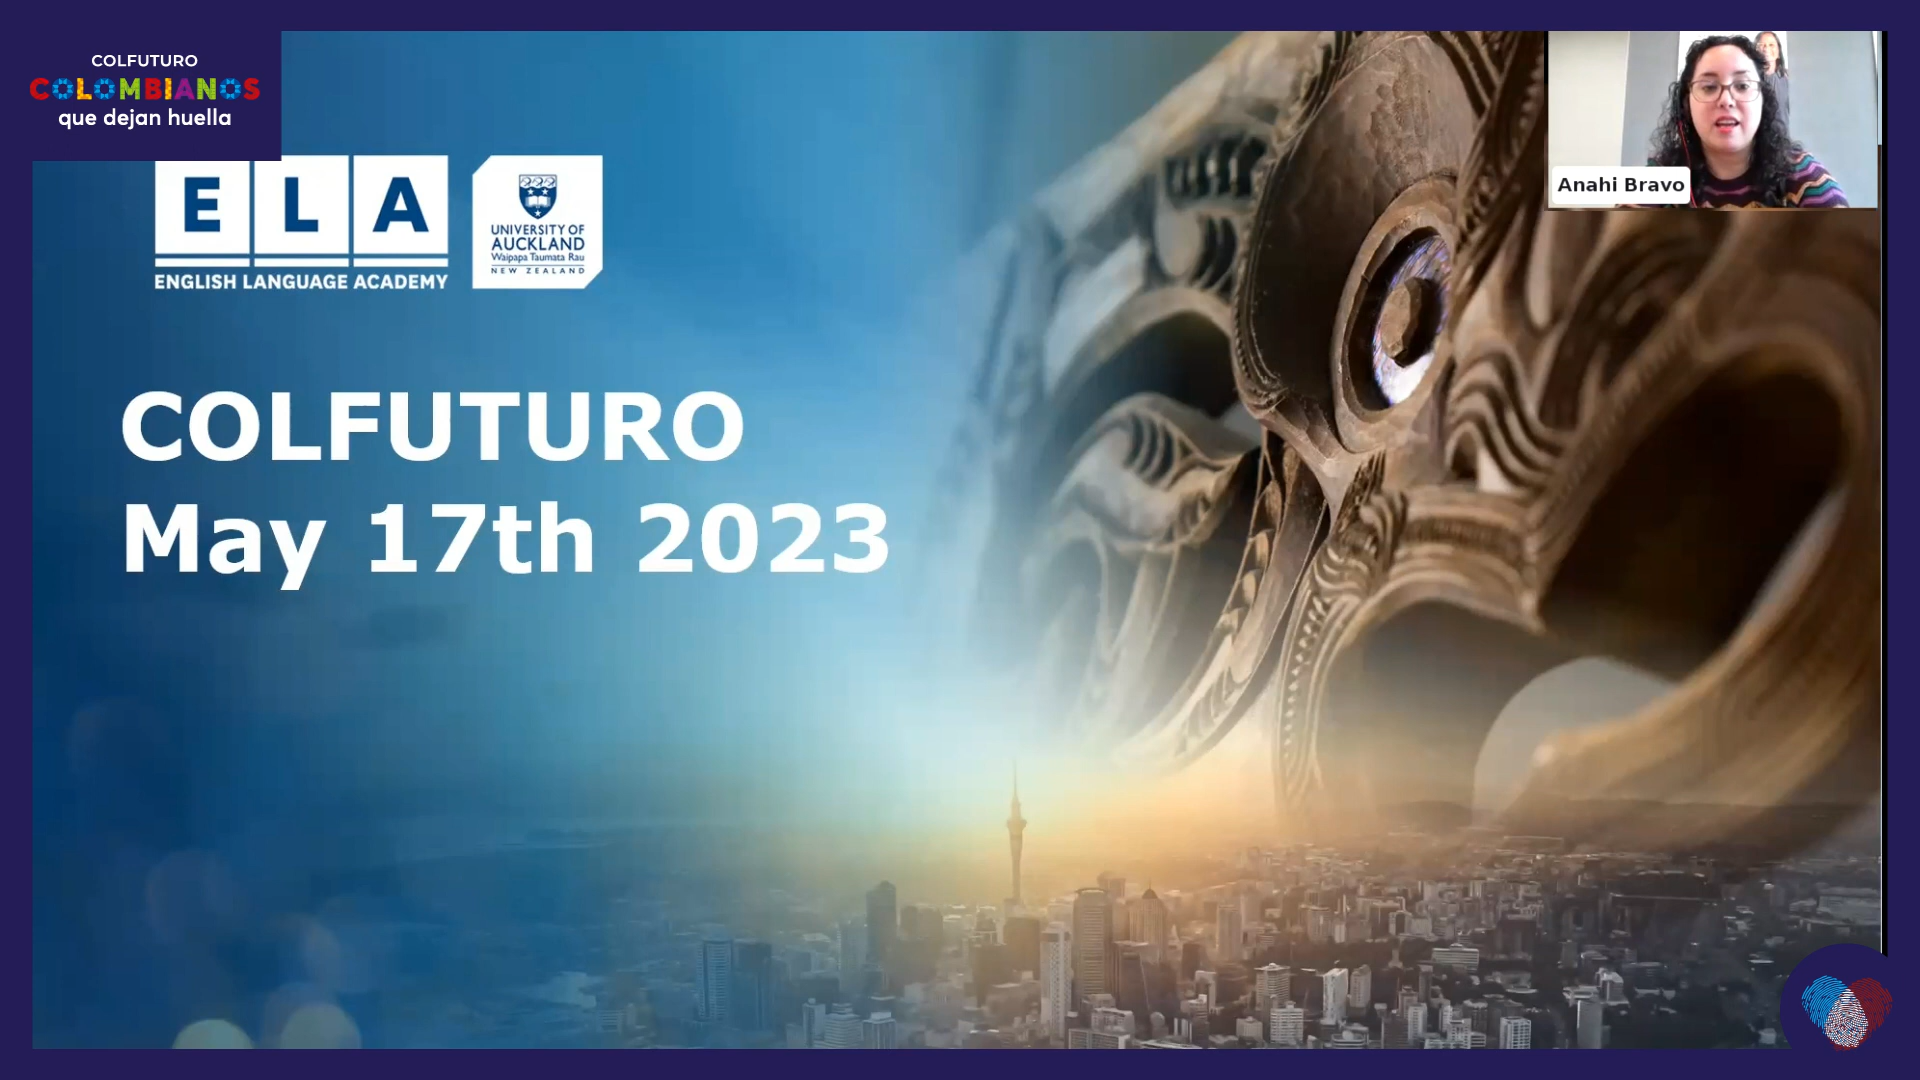 COLFUTURO
COLOMBIANOS
que dejan huella
E L A
ENGLISH LANGUAGE ACADEMY
UNIVERSITY OF
AUCKLAND
Waipapa Taumata Rau
NEW ZEALAND
COLFUTURO
May 17th 2023
Anahi Bravo